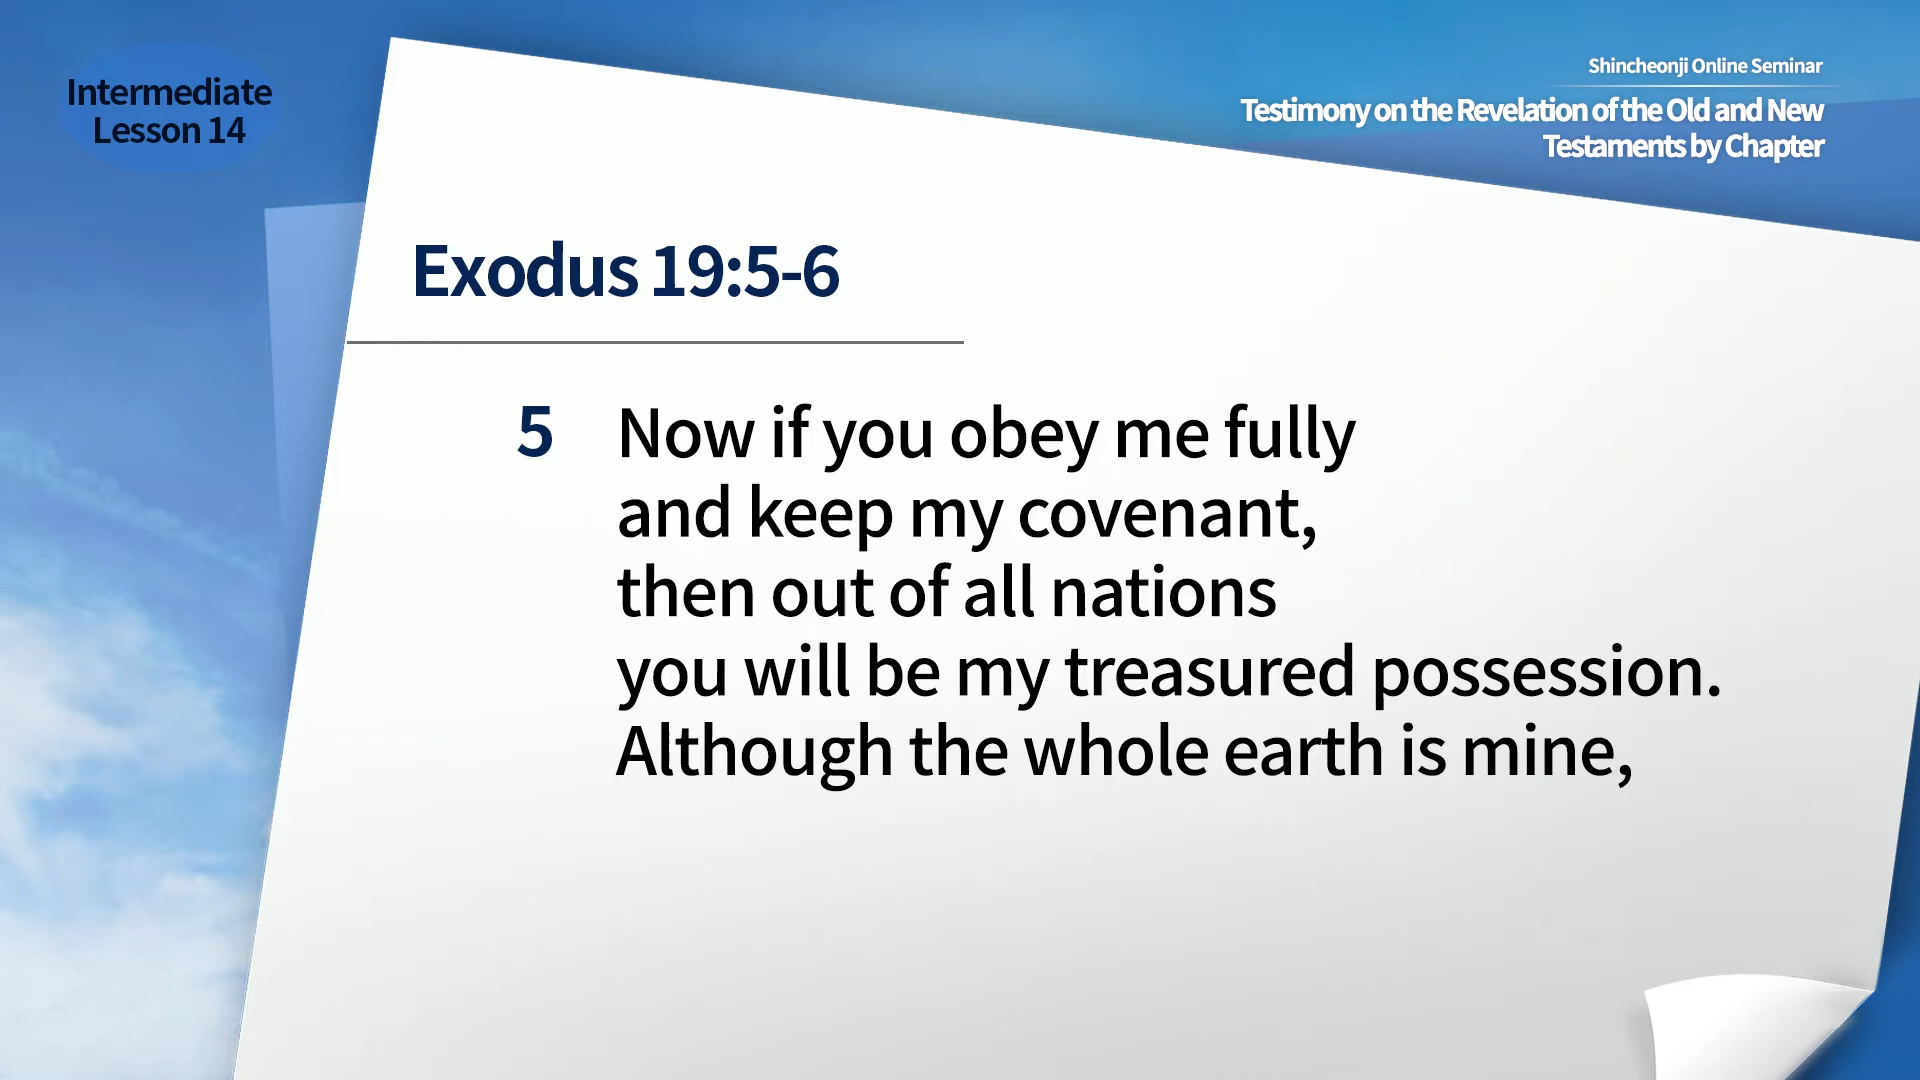 Intermediate
Lesson 14
Shincheonji Online Seminar
Testimony on the Revelation of the Old and New
Testaments by Chapter
Exodus 19:5-6
5 Now if you obey me fully
and keep my covenant,
then out of all nations
you will be my treasured possession.
Although the whole earth is mine,